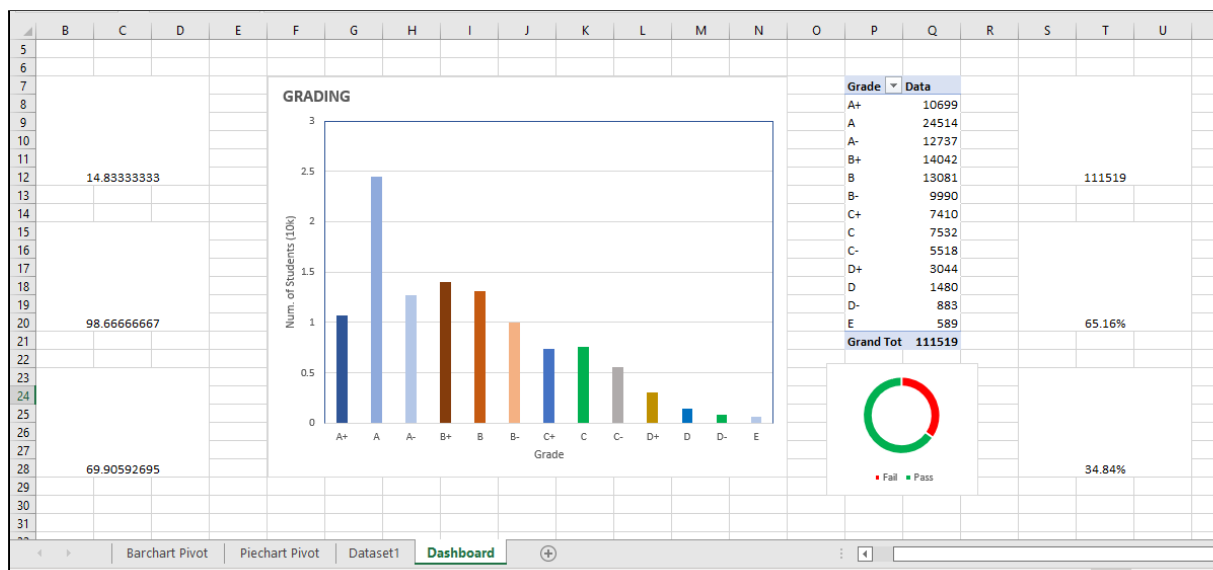 B C D E F G H I J K L M N O P Q R S T U
5
6
7 Grade Data
8 GRADING A+ 10699
9 3 A 24514
10 A- 12737
11 B+ 14042
12 14.83333333 2.5 B 13081 111519
13 B- 9990
14 C+ 7410
15 2 C 7532
16 C- 5518
17 1.5 D+ 3044
18 Num. of Students (10k) D 1480
19 D- 883
20 98.66666667 1 E 589 65.16%
21 Grand Tot 111519
22
23 0.5
24
25 0
26 A+ A A- B+ B B- C+ C C- D+ D D- E
27 Grade
28 69.90592695 Fail Pass 34.84%
29
30
31
Barchart Pivot Piechart Pivot Dataset1 Dashboard